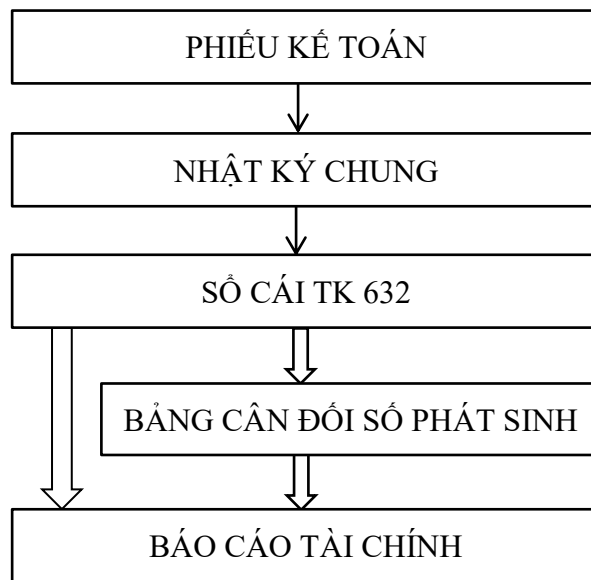 PHIẾU KẾ TOÁN
NHẬT KÝ CHUNG
SỔ CÁI TK 632
BẢNG CÂN ĐỐI SỐ PHÁT SINH
BÁO CÁO TÀI CHÍNH